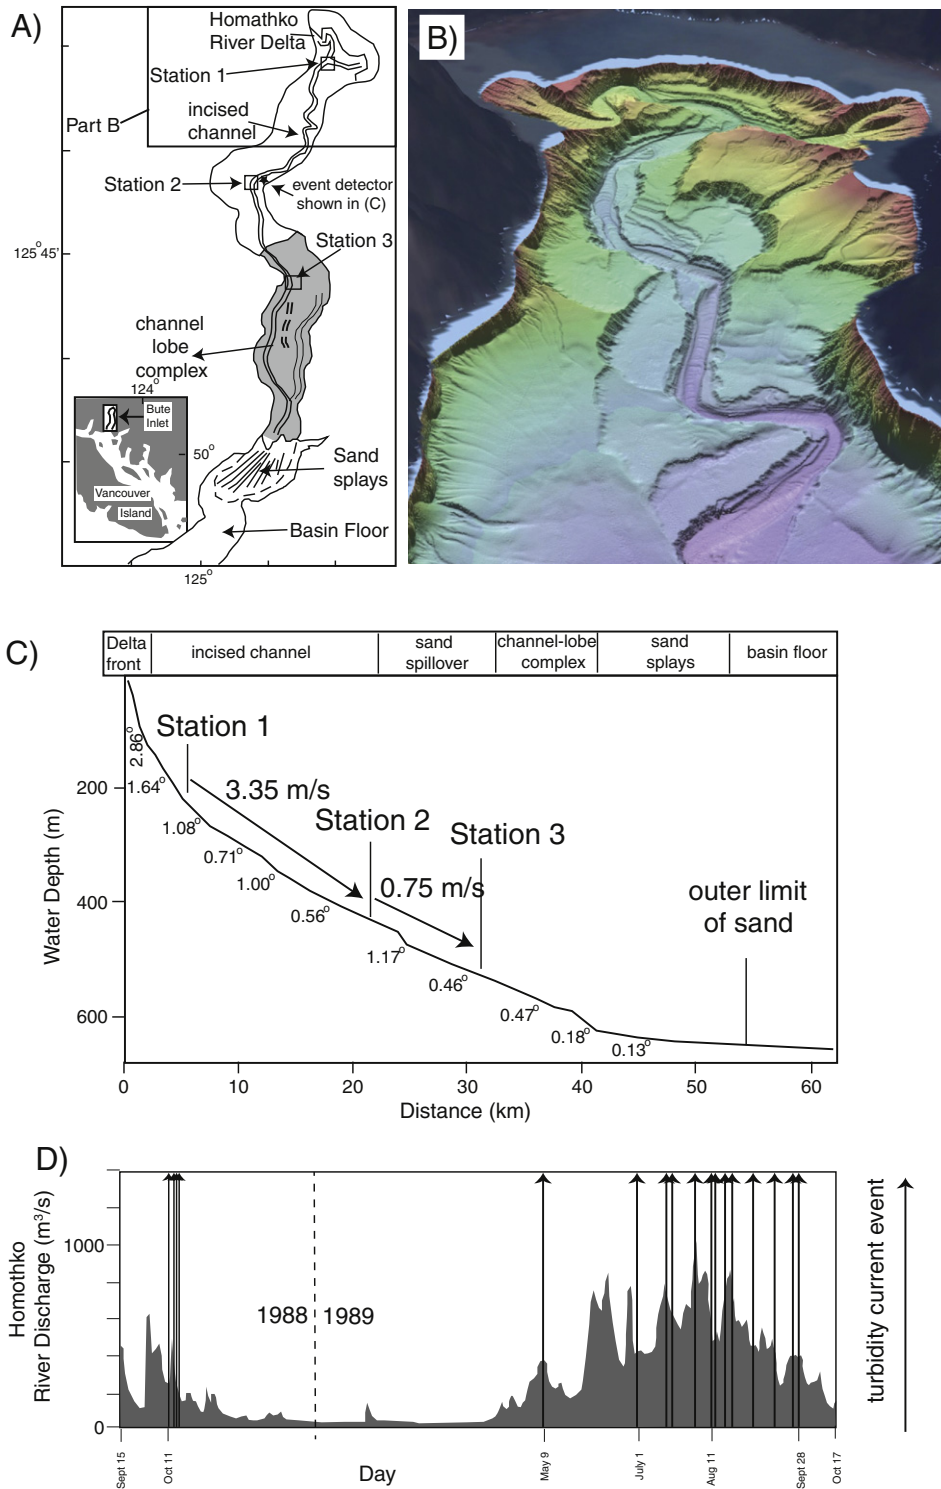 A)
Homathko
River Delta
Station 1
incised
channel
Part B
Station 2
event detector
shown in (C)
125° 45'
Station 3
channel
lobe
complex
124°
Bute
Inlet
50°
Vancouver
Island
Sand
splays
Basin Floor
125°
B)
C)
Delta
front
incised channel
sand
spillover
channel-lobe
complex
sand
splays
basin floor
Station 1
2.86°
1.64°
200
3.35 m/s
Station 2
Station 3
1.08°
0.71°
1.00°
0.75 m/s
outer limit
of sand
400
0.56°
1.17°
0.46°
0.47°
600
0.18°
0.13°
Water Depth (m)
0 10 20 30 40 50 60
Distance (km)
D)
Homothko
River Discharge (m³/s)
1000
0
1988 1989
turbidity current event
Sept 15
Oct 11
May 9
July 1
Aug 11
Sept 28
Oct 17
Day